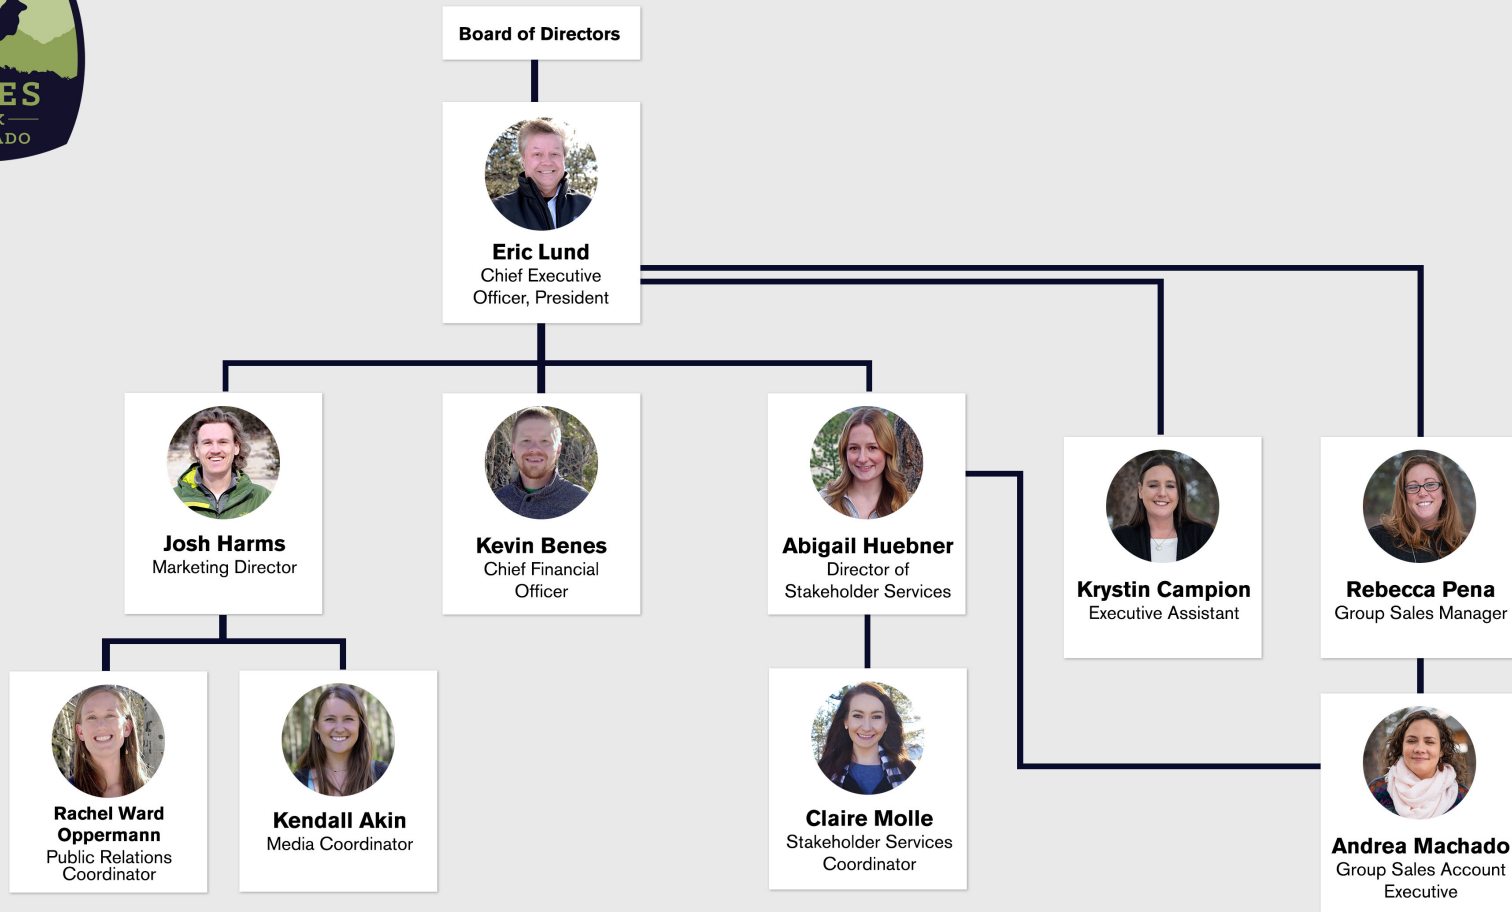 ES
K
ADO
Board of Directors
Eric Lund
Chief Executive
Officer, President
Josh Harms
Marketing Director
Kevin Benes
Chief Financial
Officer
Abigail Huebner
Director of
Stakeholder Services
Krystin Campion
Executive Assistant
Rebecca Pena
Group Sales Manager
Rachel Ward
Oppermann
Public Relations
Coordinator
Kendall Akin
Media Coordinator
Claire Molle
Stakeholder Services
Coordinator
Andrea Machado
Group Sales Account
Executive